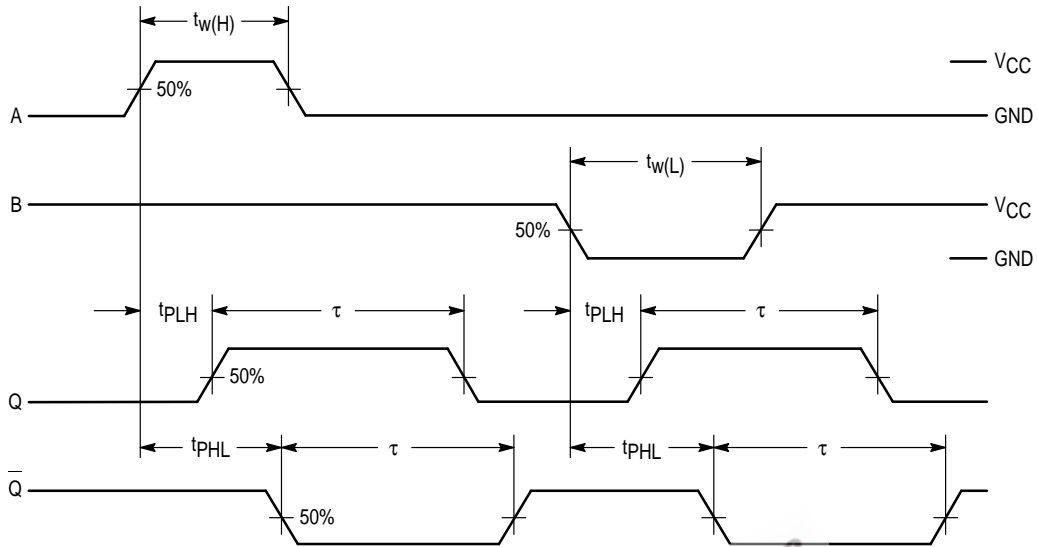 tw(H)
VCC
50%
A
GND
tw(L)
B
VCC
50%
GND
tPLH
τ
tPLH
τ
50%
Q
tPHL
τ
tPHL
τ
Q̅
50%